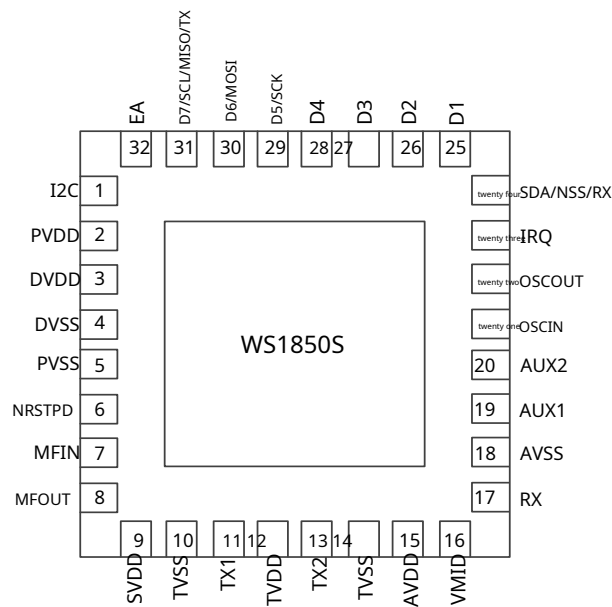 EA
D7/SCL/MISO/TX
D6/MOSI
D5/SCK
D4
D3
D2
D1
32
31
30
29
28
27
26
25
I2C
1
PVDD
2
DVDD
3
DVSS
4
PVSS
5
NRSTPD
6
MFIN
7
MFOUT
8
WS1850S
twenty four
SDA/NSS/RX
twenty three
IRQ
twenty two
OSCOUT
twenty one
OSCIN
20
AUX2
19
AUX1
18
AVSS
17
RX
9
10
11
12
13
14
15
16
SVDD
TVSS
TX1
TVDD
TX2
TVSS
AVDD
VMID